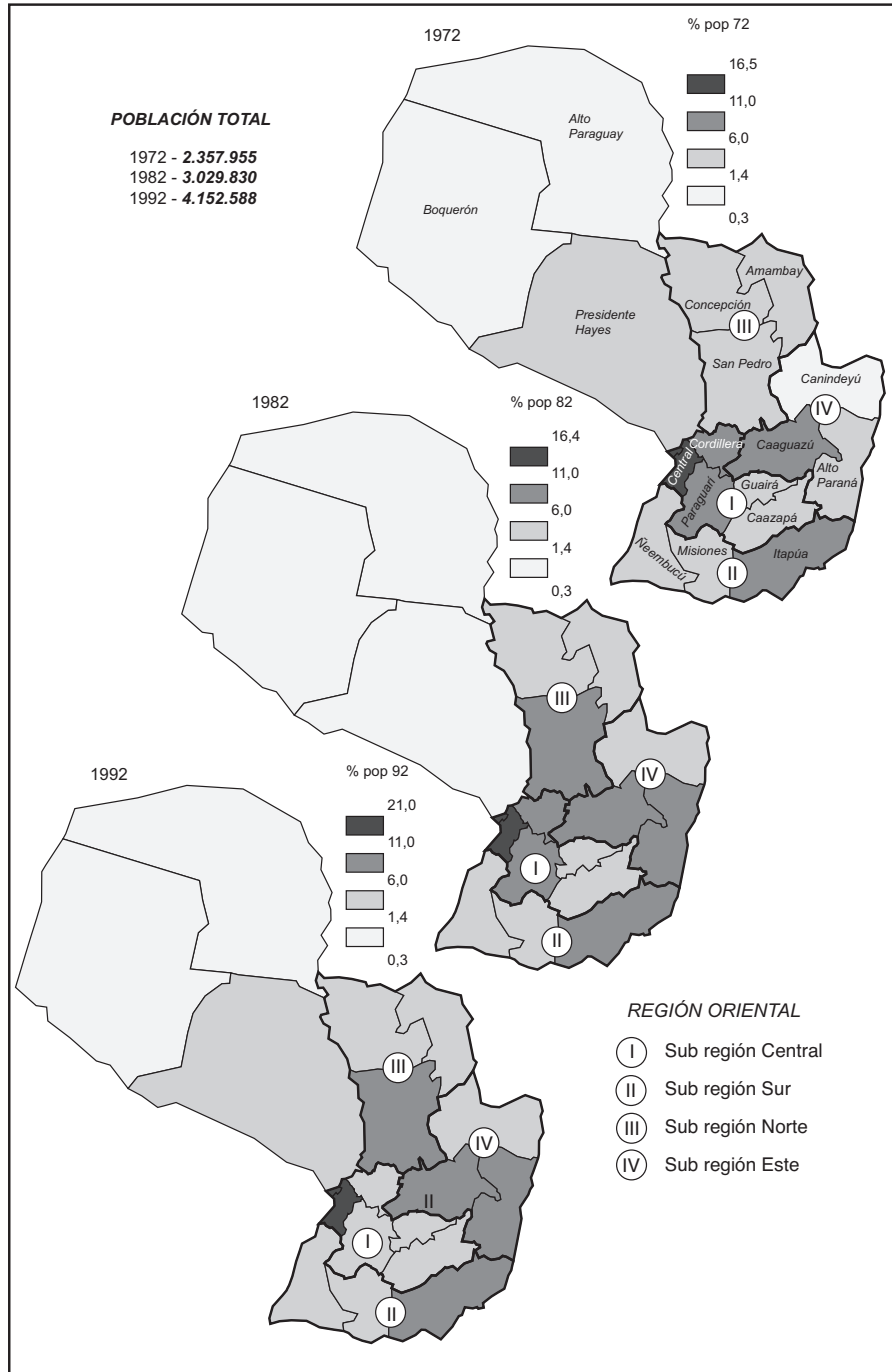 1972
% pop 72
16,5
11,0
6,0
1,4
0,3
POBLACIÓN TOTAL
1972 - 2.357.955
1982 - 3.029.830
1992 - 4.152.588
Alto
Paraguay
Boquerón
Presidente
Hayes
Amambay
Concepción
III
San Pedro
Canindeyú
IV
Cordillera
Central
Caaguazú
Alto
Paraná
Guairá
Paraguarí
I
Caazapá
Ñeembucú
Misiones
Itapúa
II
1982
% pop 82
16,4
11,0
6,0
1,4
0,3
III
IV
I
II
1992
% pop 92
21,0
11,0
6,0
1,4
0,3
III
IV
II
I
II
REGIÓN ORIENTAL
I Sub región Central
II Sub región Sur
III Sub región Norte
IV Sub región Este